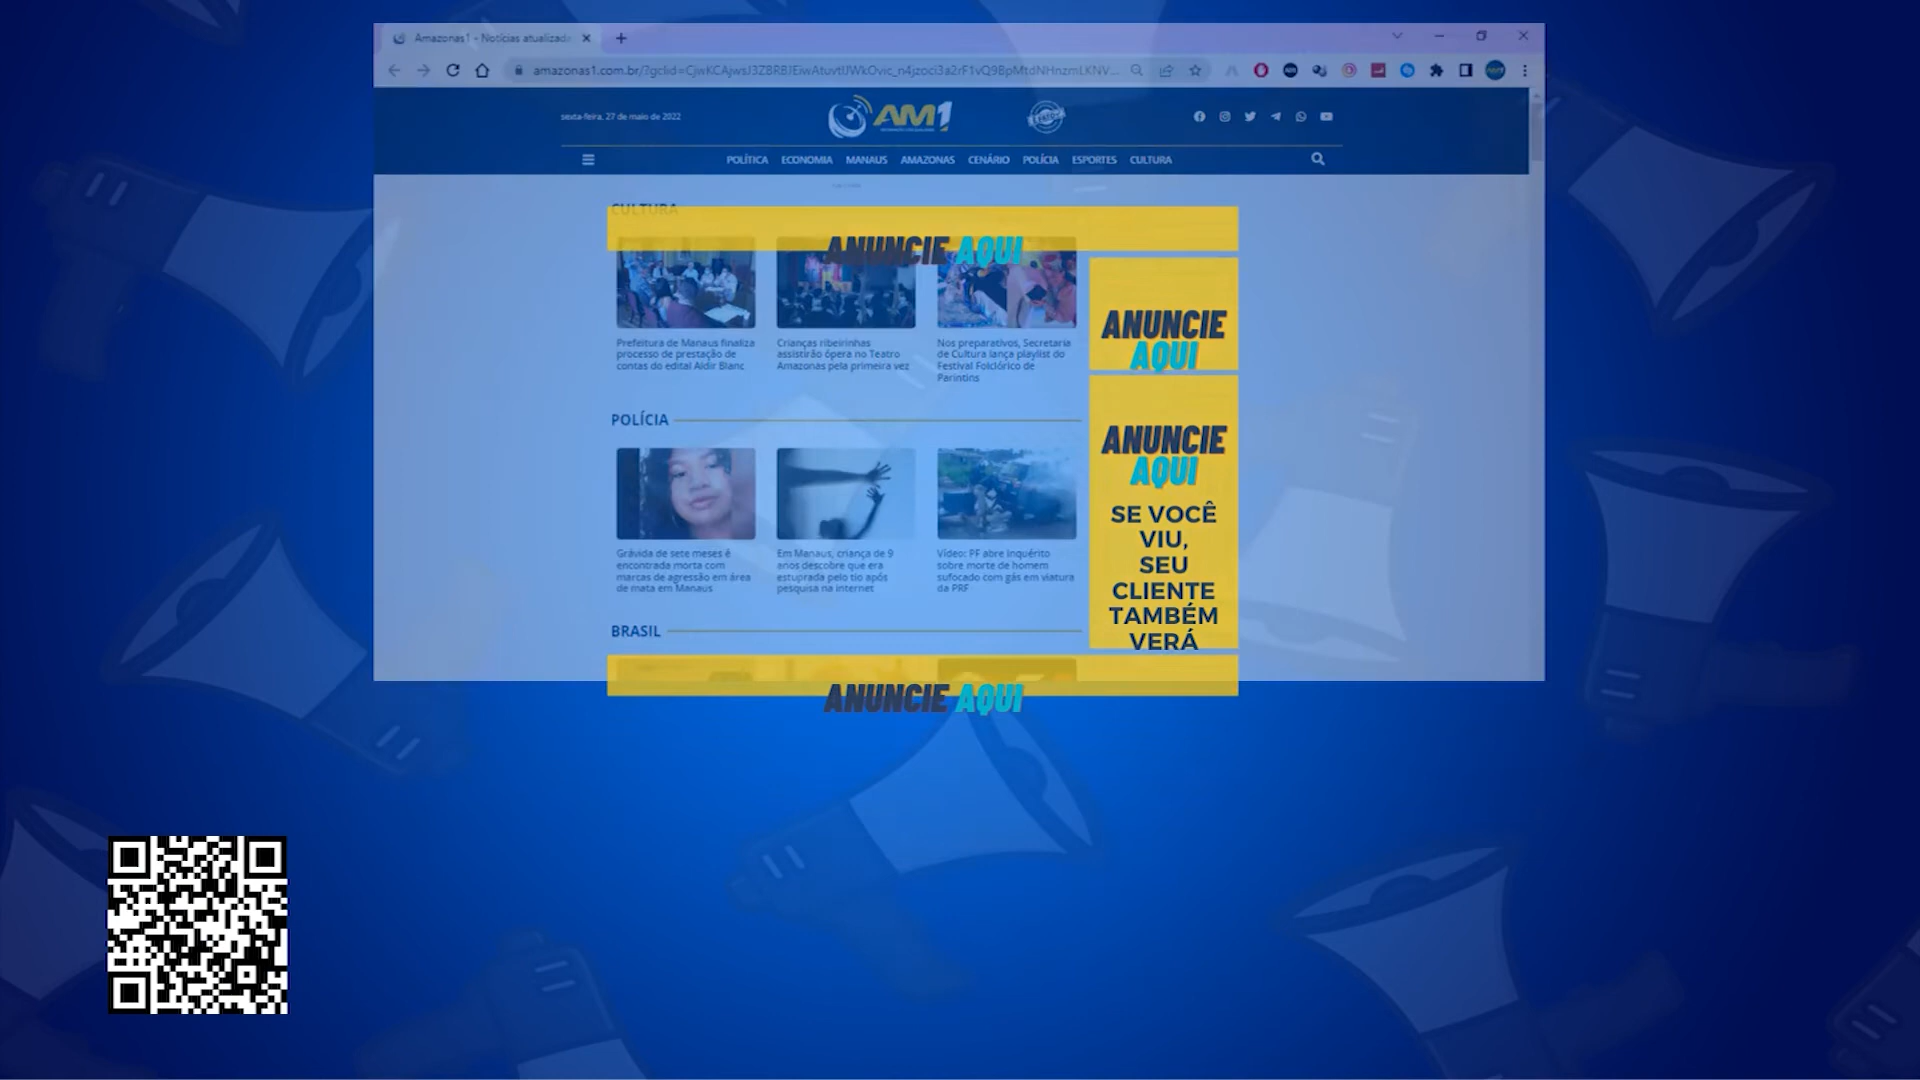 Amazonas1 - Notícias atualizada
sexta-feira, 27 de maio de 2022
AM1
POLÍTICA ECONOMIA MANAUS AMAZONAS CENÁRIO POLÍCIA ESPORTES CULTURA
CULTURA
ANUNCIE AQUI
Prefeitura de Manaus finaliza
processo de prestação de
contas do edital Aldir Blanc
Crianças ribeirinhas
assistirão ópera no Teatro
Amazonas pela primeira vez
Nos preparativos, Secretaria
de Cultura lança playlist do
Festival Folclórico de
Parintins
ANUNCIE
AQUI
POLÍCIA
Grávida de sete meses é
encontrada morta com
marcas de agressão em área
de mata em Manaus
Em Manaus, criança de 9
anos descobre que era
estuprada pelo tio após
pesquisa na internet
Vídeo: PF abre inquérito
sobre morte de homem
sufocado com gás em viatura
da PRF
ANUNCIE
AQUI
SE VOCÊ
VIU,
SEU
CLIENTE
TAMBÉM
VERÁ
BRASIL
ANUNCIE AQUI